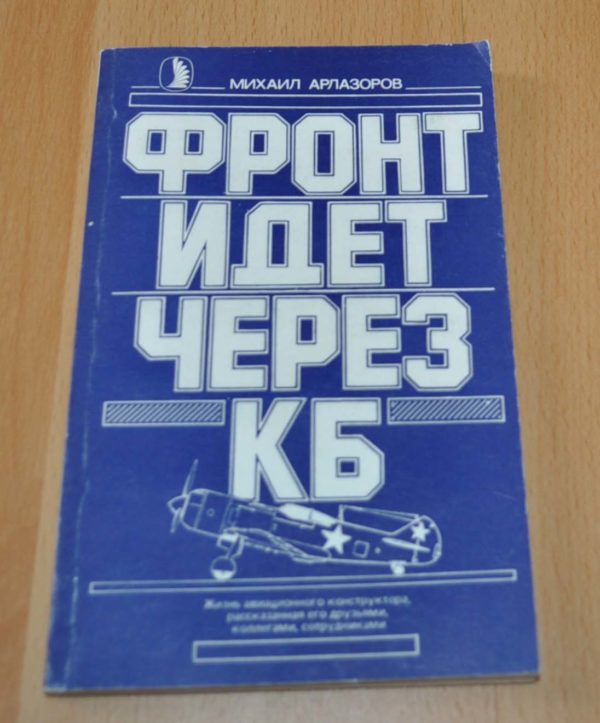 МИХАИЛ АРЛАЗОРОВ
ФРОНТ
ИДЕТ
ЧЕРЕЗ
КБ
Жизнь авиационного конструктора,
рассказанная его друзьями,
коллегами, сотрудниками